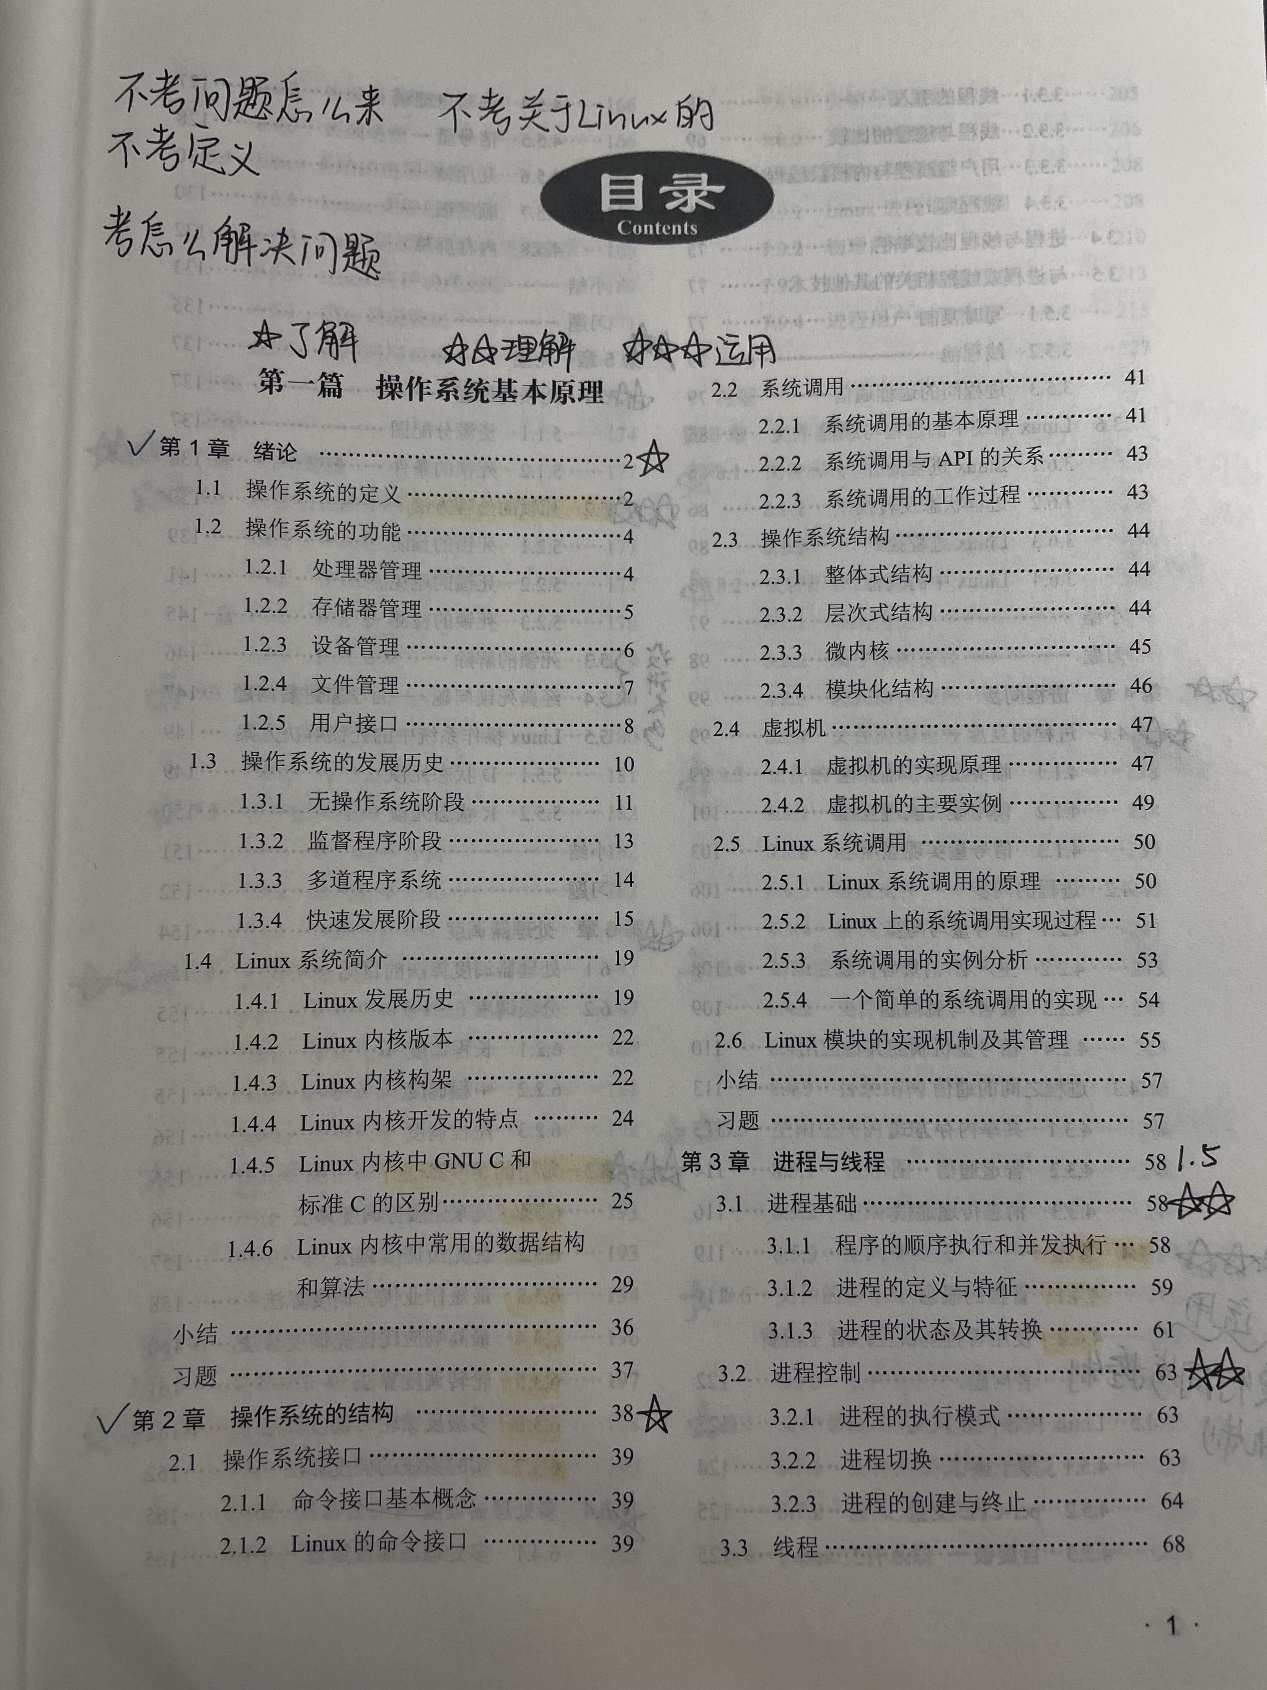 不考问题怎么来 不考关于Linux的
不考定义
考怎么解决问题
目录
Contents
☆了解 ☆☆理解 ☆☆☆运用
第一篇 操作系统基本原理
✓第1章 绪论 ……2☆
1.1 操作系统的定义……2
1.2 操作系统的功能……4
1.2.1 处理器管理……4
1.2.2 存储器管理……5
1.2.3 设备管理……6
1.2.4 文件管理……7
1.2.5 用户接口……8
1.3 操作系统的发展历史……10
1.3.1 无操作系统阶段……11
1.3.2 监督程序阶段……13
1.3.3 多道程序系统……14
1.3.4 快速发展阶段……15
1.4 Linux 系统简介……19
1.4.1 Linux 发展历史……19
1.4.2 Linux 内核版本……22
1.4.3 Linux 内核构架……22
1.4.4 Linux 内核开发的特点……24
1.4.5 Linux 内核中 GNU C 和
标准 C 的区别……25
1.4.6 Linux 内核中常用的数据结构
和算法……29
小结……36
习题……37
✓第2章 操作系统的结构……38☆
2.1 操作系统接口……39
2.1.1 命令接口基本概念……39
2.1.2 Linux 的命令接口……39
2.2 系统调用……41
2.2.1 系统调用的基本原理……41
2.2.2 系统调用与 API 的关系……43
2.2.3 系统调用的工作过程……43
2.3 操作系统结构……44
2.3.1 整体式结构……44
2.3.2 层次式结构……44
2.3.3 微内核……45
2.3.4 模块化结构……46
2.4 虚拟机……47
2.4.1 虚拟机的实现原理……47
2.4.2 虚拟机的主要实例……49
2.5 Linux 系统调用……50
2.5.1 Linux 系统调用的原理……50
2.5.2 Linux 上的系统调用实现过程…51
2.5.3 系统调用的实例分析……53
2.5.4 一个简单的系统调用的实现…54
2.6 Linux 模块的实现机制及其管理……55
小结……57
习题……57
第3章 进程与线程……58 1.5
3.1 进程基础……58☆☆
3.1.1 程序的顺序执行和并发执行…58
3.1.2 进程的定义与特征……59
3.1.3 进程的状态及其转换……61
3.2 进程控制……63☆☆
3.2.1 进程的执行模式……63
3.2.2 进程切换……63
3.2.3 进程的创建与终止……64
3.3 线程……68
· 1 ·